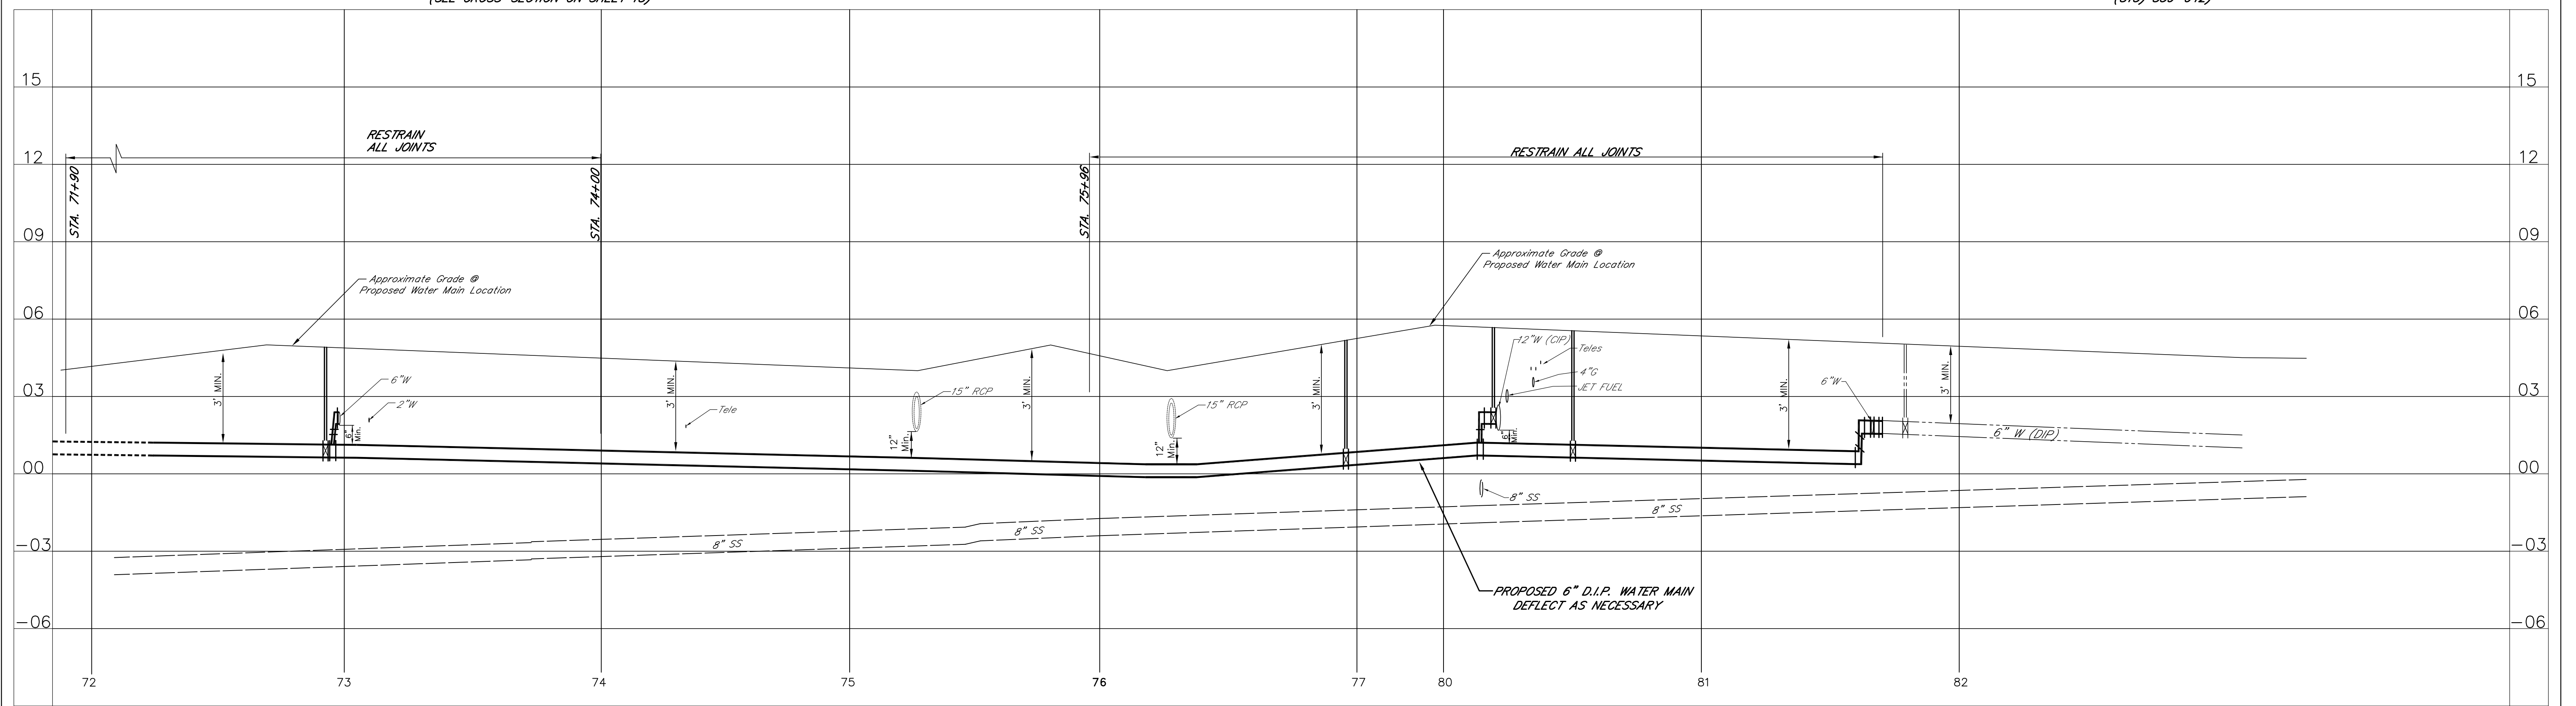 15
15
RESTRAIN
ALL JOINTS
12
RESTRAIN ALL JOINTS
12
STA. 71+90
STA. 74+00
STA. 75+96
09
09
Approximate Grade @
Proposed Water Main Location
Approximate Grade @
Proposed Water Main Location
06
06
3' MIN.
6"W
2"W
6"
Min.
3' MIN.
Tele
15" RCP
12"
Min.
3' MIN.
15" RCP
12"
Min.
3' MIN.
12"W (CIP)
Teles
4"G
JET FUEL
6"
Min.
3' MIN.
6"W
3' MIN.
6" W (DIP)
03
03
00
00
8" SS
8" SS
8" SS
8" SS
-03
-03
PROPOSED 6" D.I.P. WATER MAIN
DEFLECT AS NECESSARY
-06
-06
72
73
74
75
76
77
80
81
82